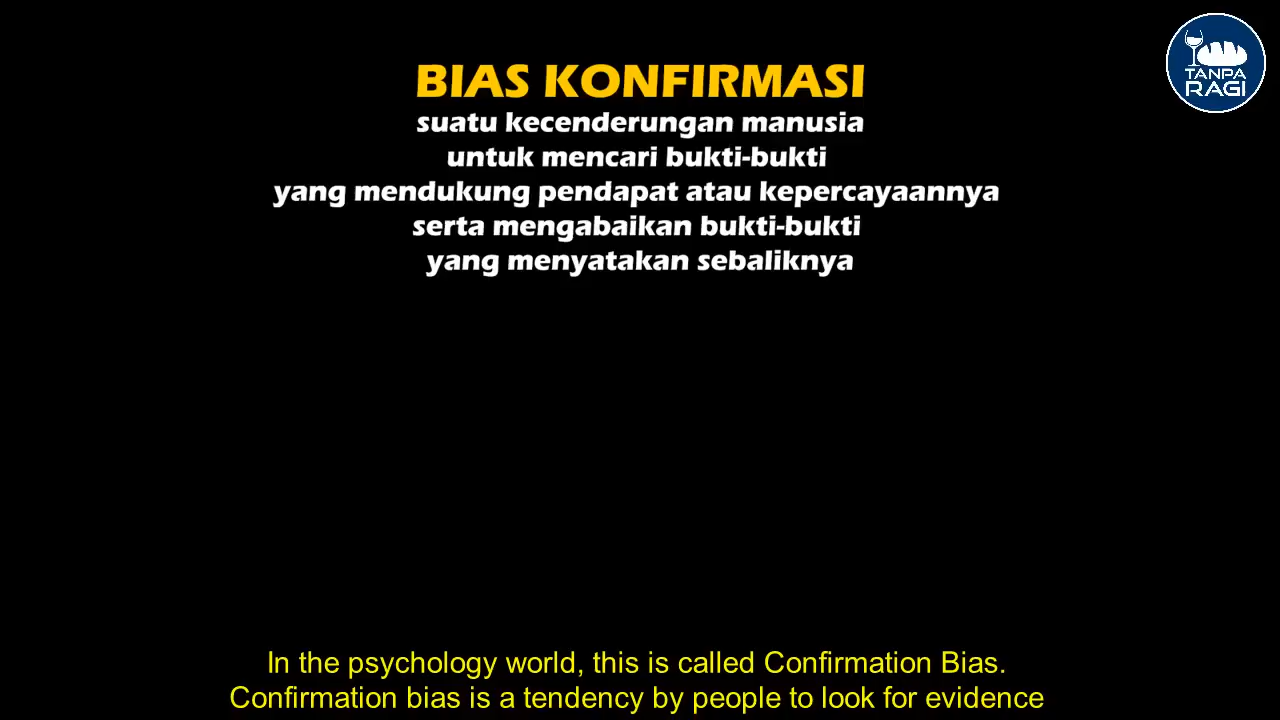 TANPA
RAGI
BIAS KONFIRMASI
suatu kecenderungan manusia
untuk mencari bukti-bukti
yang mendukung pendapat atau kepercayaannya
serta mengabaikan bukti-bukti
yang menyatakan sebaliknya
In the psychology world, this is called Confirmation Bias.
Confirmation bias is a tendency by people to look for evidence